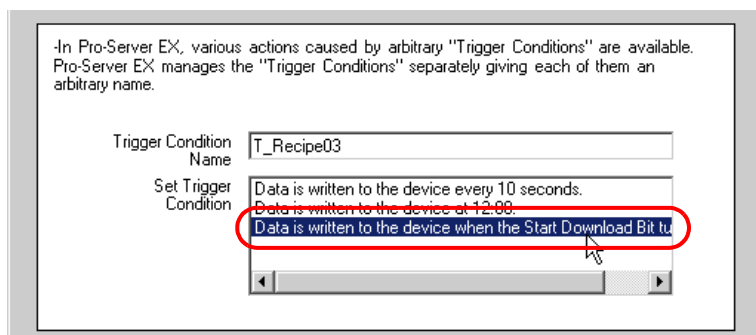 -In Pro-Server EX, various actions caused by arbitrary "Trigger Conditions" are available.
Pro-Server EX manages the "Trigger Conditions" separately giving each of them an
arbitrary name.
Trigger Condition
Name
T_Recipe03
Set Trigger
Condition
Data is written to the device every 10 seconds.
Data is written to the device at 12:00.
Data is written to the device when the Start Download Bit tu